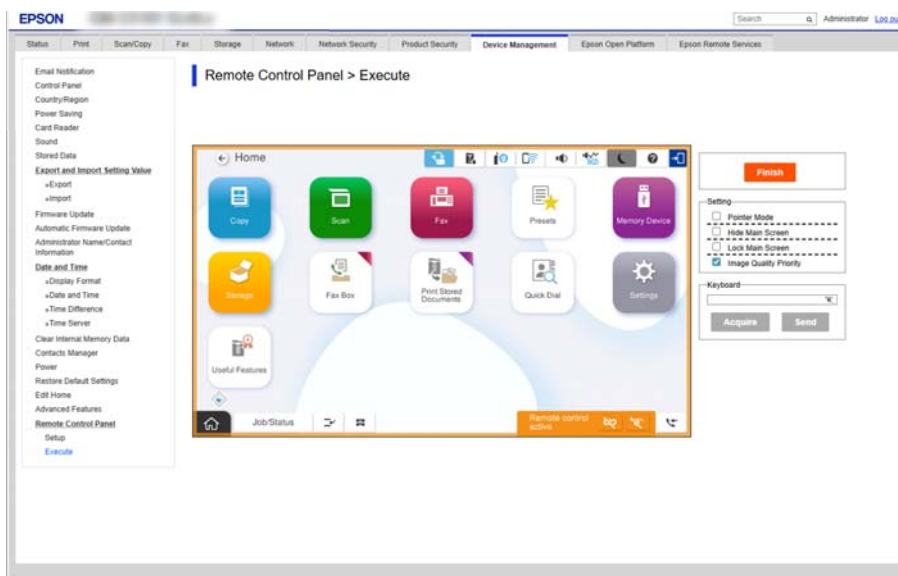 EPSON
Search
Administrator Log ou
Status Print Scan/Copy Fax Storage Network Network Security Product Security Device Management Epson Open Platform Epson Remote Services
Email Notification
Control Panel
Country/Region
Power Saving
Card Reader
Sound
Stored Data
Export and Import Setting Value
»Export
»Import
Firmware Update
Automatic Firmware Update
Administrator Name/Contact
Information
Date and Time
»Display Format
»Date and Time
»Time Difference
»Time Server
Clear Internal Memory Data
Contacts Manager
Power
Restore Default Settings
Edit Home
Advanced Features
Remote Control Panel
Setup
Execute
Remote Control Panel > Execute
Home
Copy Scan Fax Presets Memory Device
Storage Fax Box Print Stored
Documents Quick Dial Settings
Useful Features
Job/Status
Remote control
active
Finish
Setting
Pointer Mode
Hide Main Screen
Lock Main Screen
Image Quality Priority
Keyboard
Acquire Send